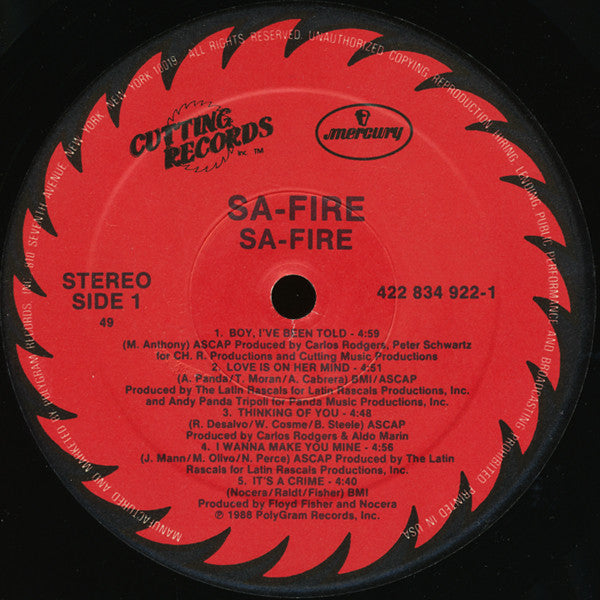 MANUFACTURED AND MARKETED BY POLYGRAM RECORDS, INC. 810 SEVENTH AVENUE, NEW YORK, NEW YORK 10019. ALL RIGHTS RESERVED. UNAUTHORIZED COPYING, REPRODUCTION, HIRING, LENDING, PUBLIC PERFORMANCE AND BROADCASTING PROHIBITED. PRINTED IN USA
CUTTING
RECORDS
Inc. TM
mercury
SA-FIRE
SA-FIRE
STEREO
SIDE 1
49
422 834 922-1
1. BOY, I'VE BEEN TOLD - 4:59
(M. Anthony) ASCAP Produced by Carlos Rodgers, Peter Schwartz
for CH. R. Productions and Cutting Music Productions
2. LOVE IS ON HER MIND - 4:51
(A. Panda/T. Moran/A. Cabrera) BMI/ASCAP
Produced by The Latin Rascals for Latin Rascals Productions, Inc.
and Andy Panda Tripoli for Panda Music Productions, Inc.
3. THINKING OF YOU - 4:48
(R. Desalvo/W. Cosme/B. Steele) ASCAP
Produced by Carlos Rodgers & Aldo Marin
4. I WANNA MAKE YOU MINE - 4:56
(J. Mann/M. Olivo/N. Perce) ASCAP Produced by The Latin
Rascals for Latin Rascals Productions, Inc.
5. IT'S A CRIME - 4:40
(Nocera/Raldt/Fisher) BMI
Produced by Floyd Fisher and Nocera
℗ 1988 PolyGram Records, Inc.